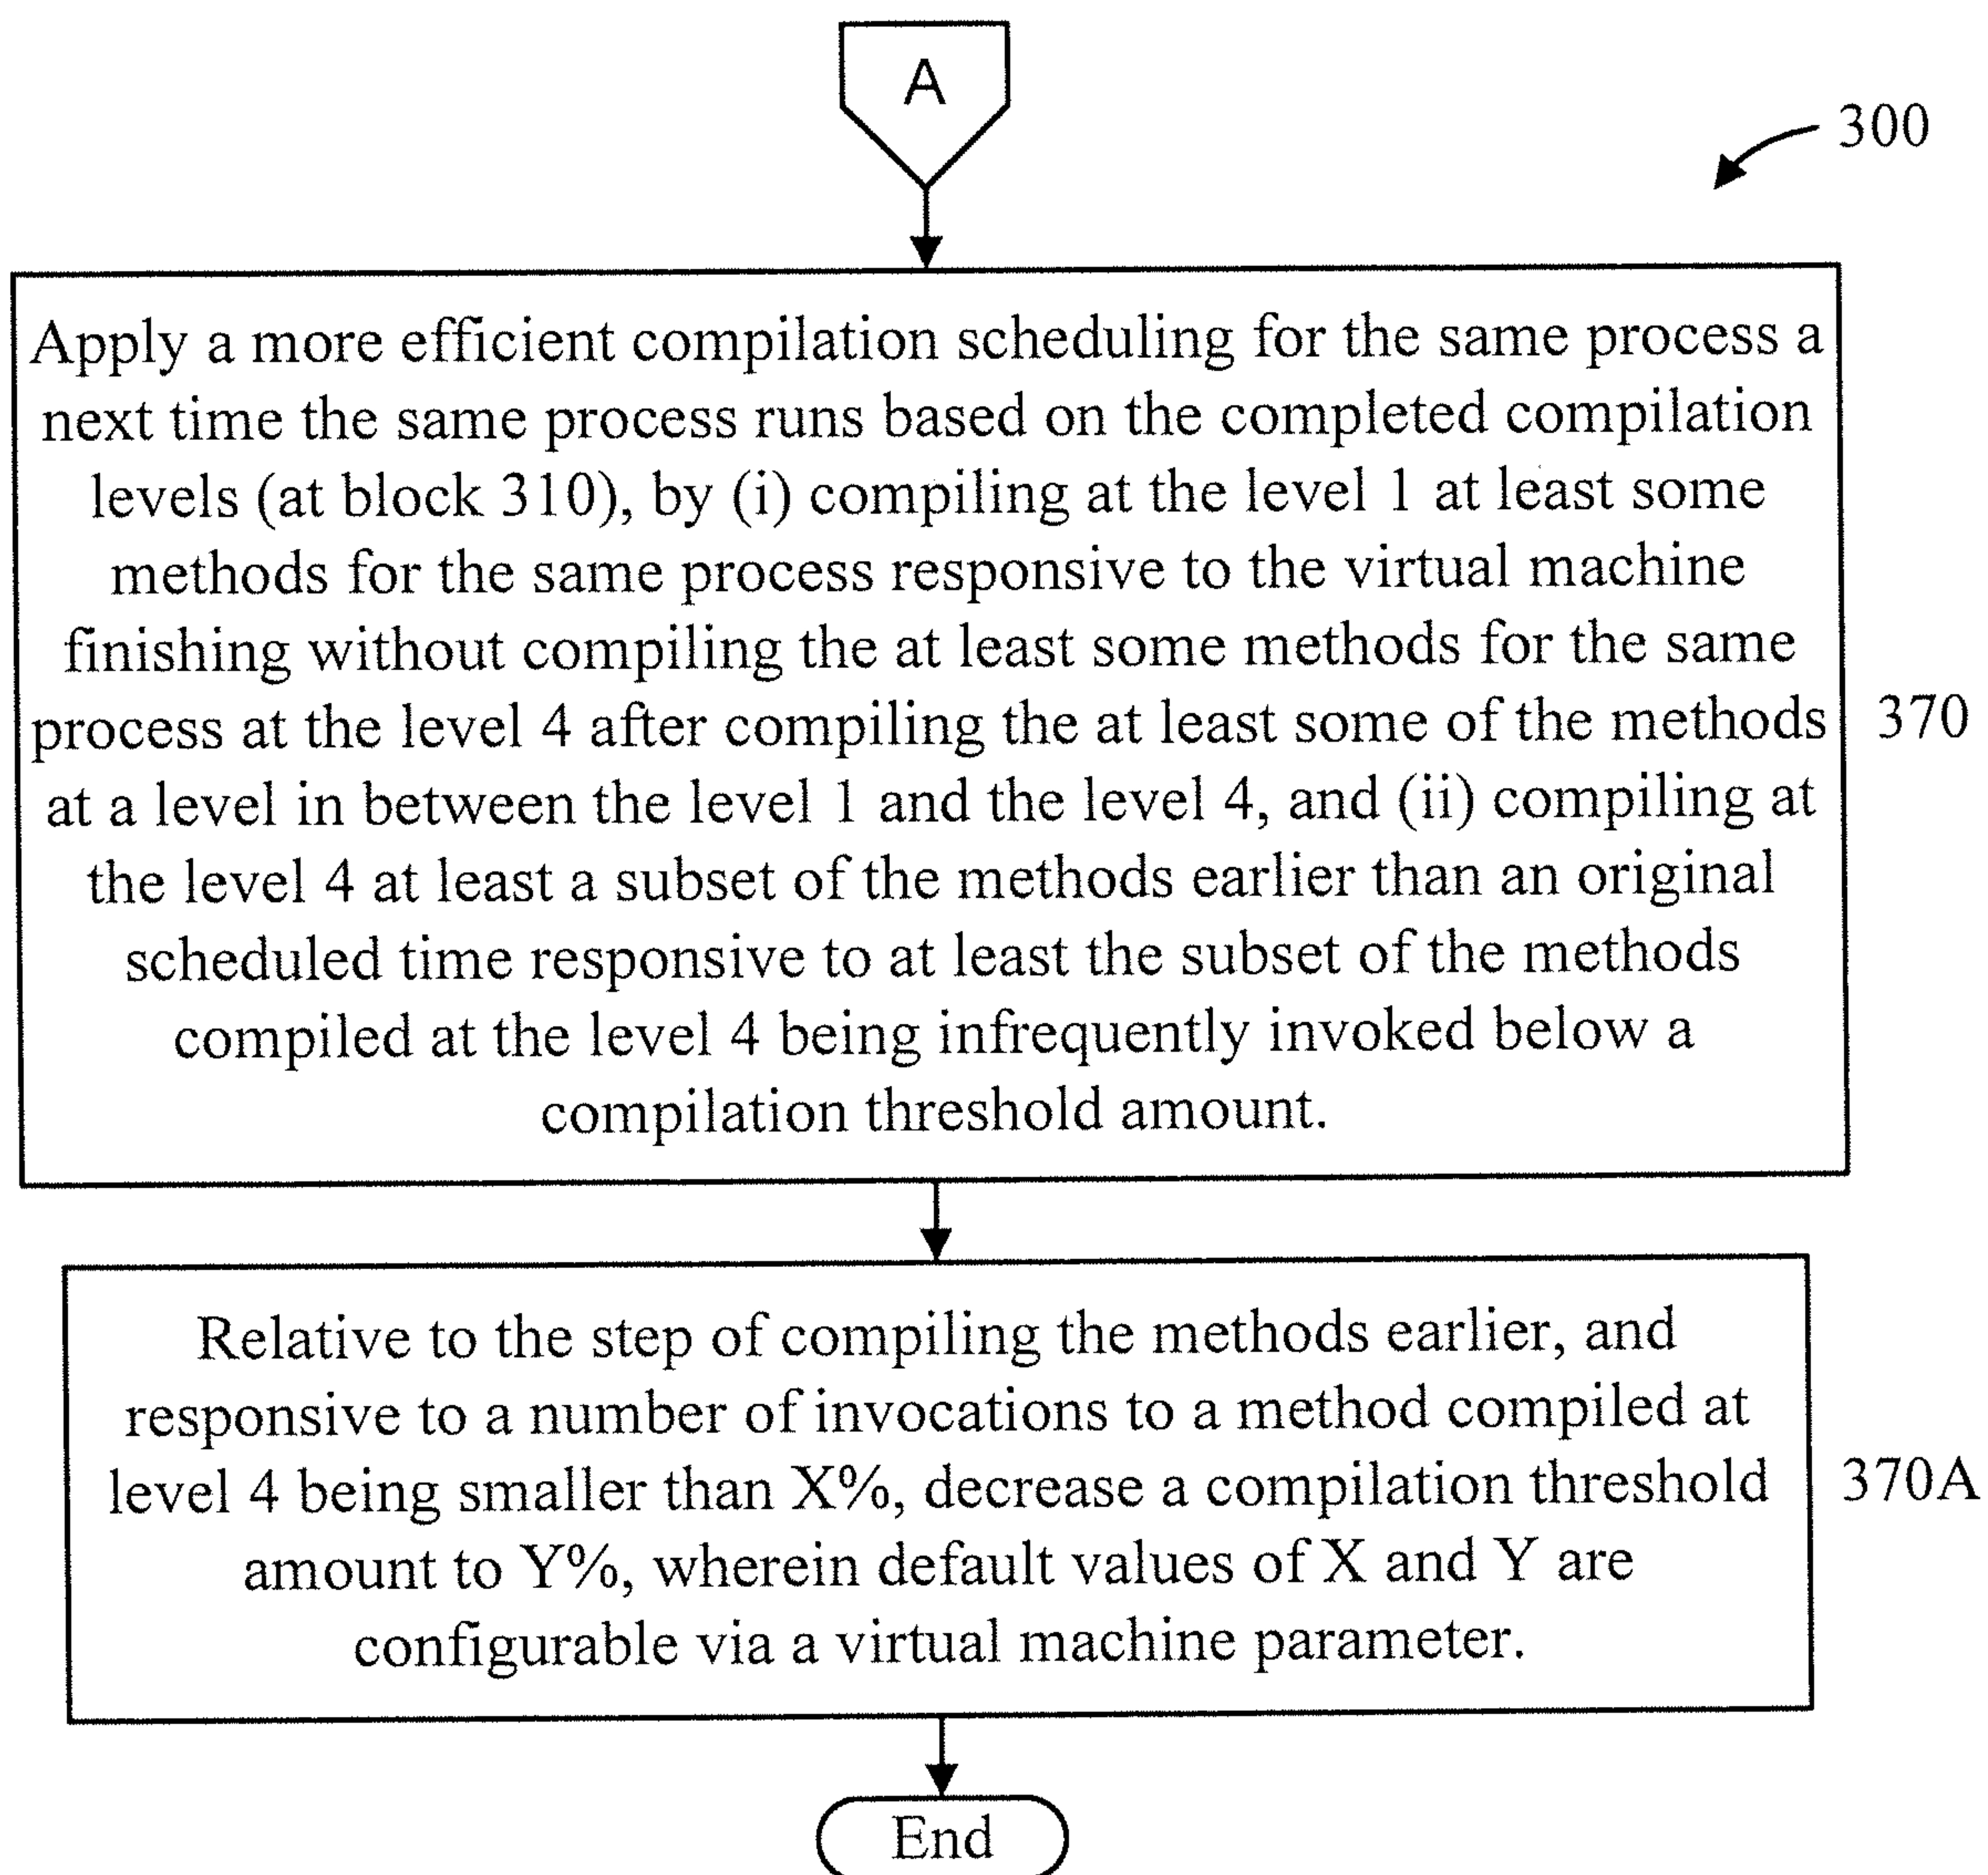 A
300
Apply a more efficient compilation scheduling for the same process a
next time the same process runs based on the completed compilation
levels (at block 310), by (i) compiling at the level 1 at least some
methods for the same process responsive to the virtual machine
finishing without compiling the at least some methods for the same
process at the level 4 after compiling the at least some of the methods
at a level in between the level 1 and the level 4, and (ii) compiling at
the level 4 at least a subset of the methods earlier than an original
scheduled time responsive to at least the subset of the methods
compiled at the level 4 being infrequently invoked below a
compilation threshold amount.
370
Relative to the step of compiling the methods earlier, and
responsive to a number of invocations to a method compiled at
level 4 being smaller than X%, decrease a compilation threshold
amount to Y%, wherein default values of X and Y are
configurable via a virtual machine parameter.
370A
End